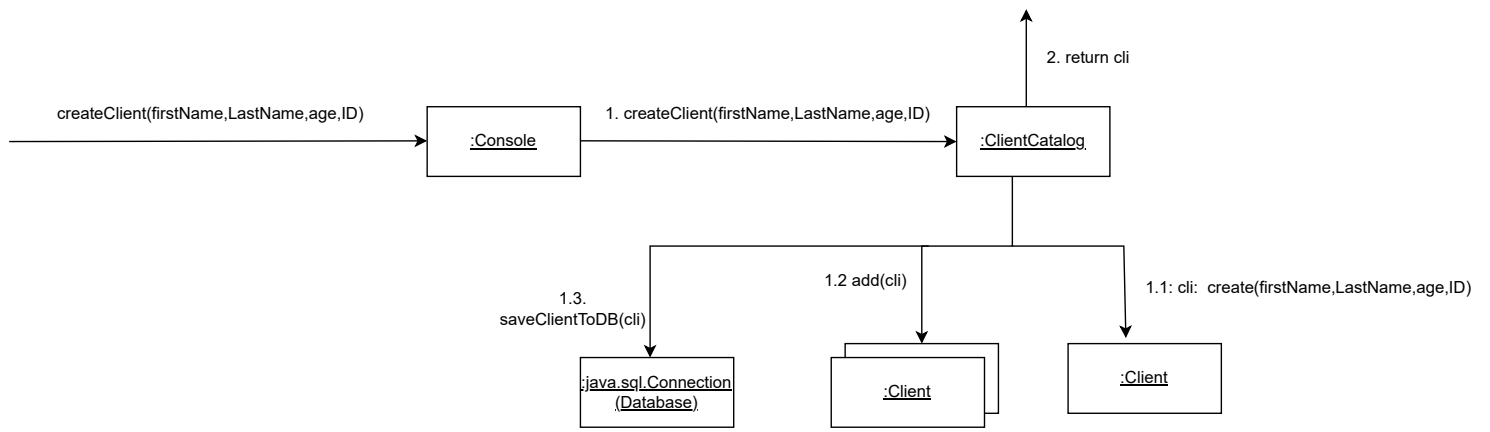 2. return cli
createClient(firstName,LastName,age,ID)
1. createClient(firstName,LastName,age,ID)
:Console
:ClientCatalog
1.2 add(cli)
1.1: cli: create(firstName,LastName,age,ID)
1.3.
saveClientToDB(cli)
:java.sql.Connection
(Database)
:Client
:Client